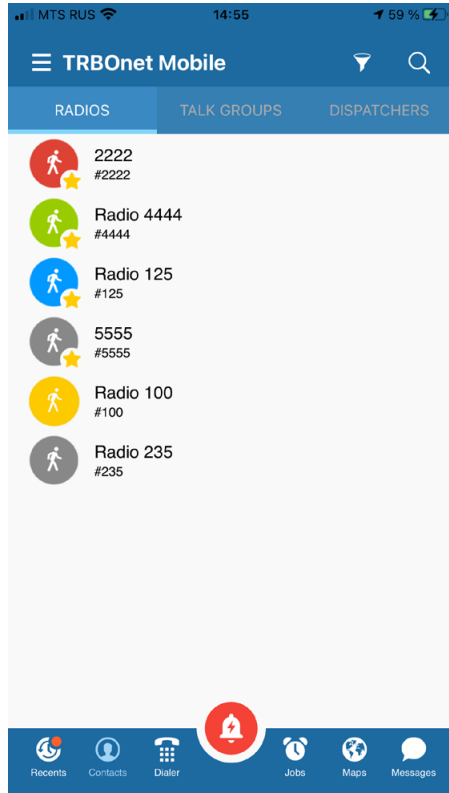 MTS RUS 14:55 59 %
TRBOnet Mobile
RADIOS TALK GROUPS DISPATCHERS
2222
#2222
Radio 4444
#4444
Radio 125
#125
5555
#5555
Radio 100
#100
Radio 235
#235
Recents Contacts Dialer Jobs Maps Messages